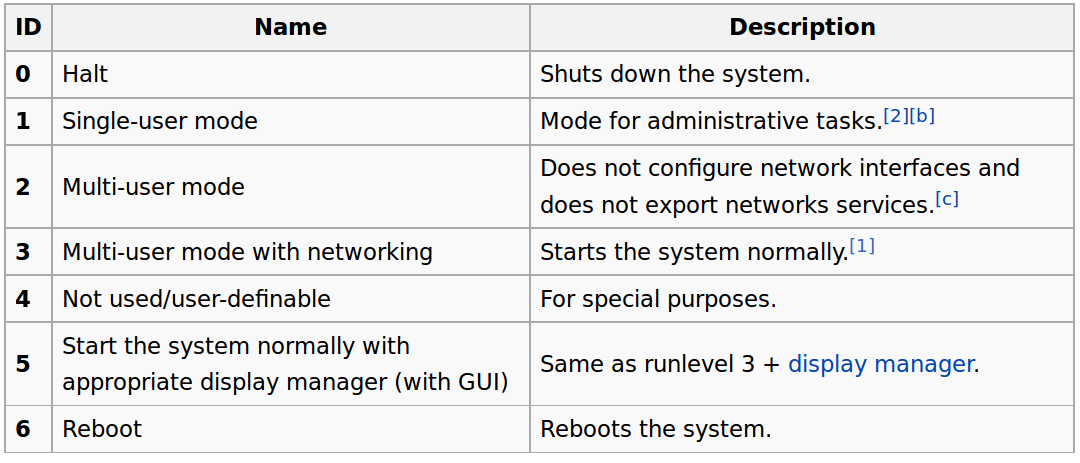 ID Name Description
0 Halt Shuts down the system.
1 Single-user mode Mode for administrative tasks.[2][b]
2 Multi-user mode Does not configure network interfaces and
does not export networks services.[c]
3 Multi-user mode with networking Starts the system normally.[1]
4 Not used/user-definable For special purposes.
5 Start the system normally with
appropriate display manager (with GUI) Same as runlevel 3 + display manager.
6 Reboot Reboots the system.